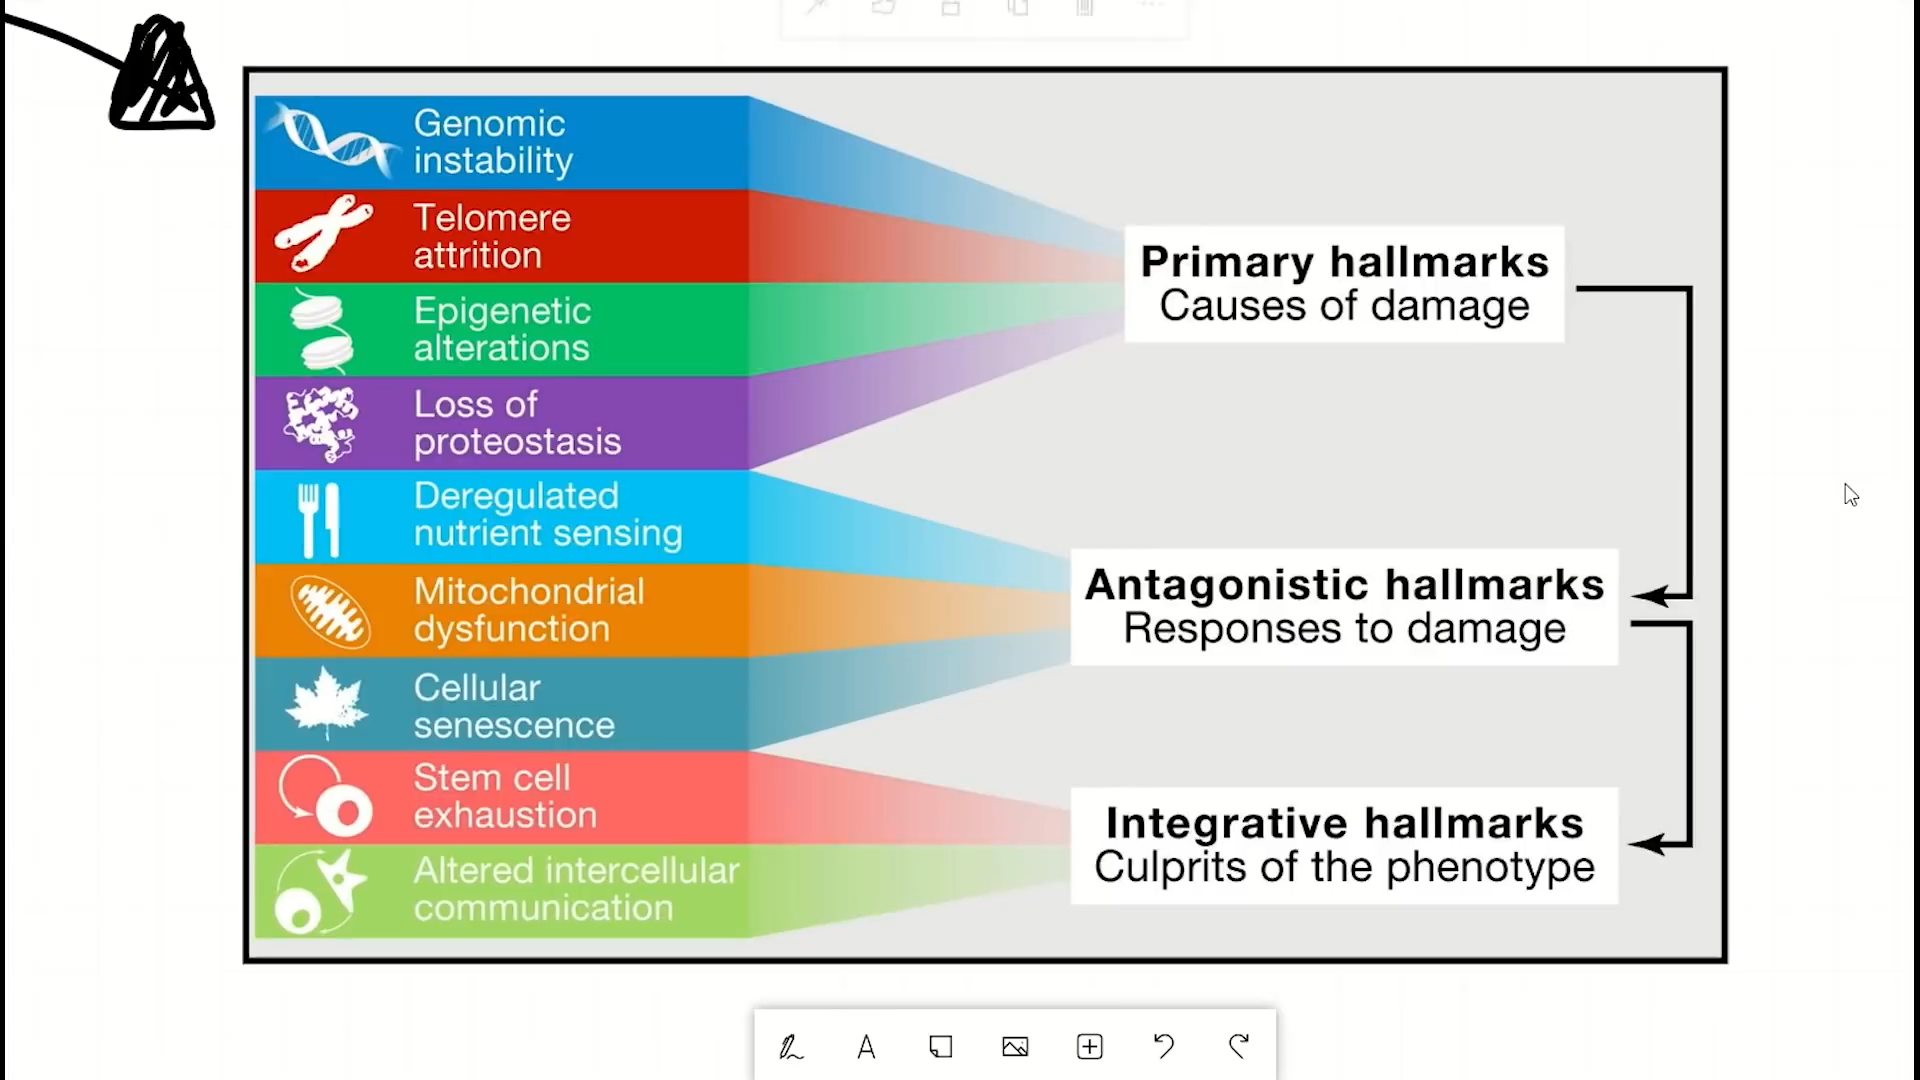 Genomic
instability
Telomere
attrition
Epigenetic
alterations
Loss of
proteostasis
Deregulated
nutrient sensing
Mitochondrial
dysfunction
Cellular
senescence
Stem cell
exhaustion
Altered intercellular
communication
Primary hallmarks
Causes of damage
Antagonistic hallmarks
Responses to damage
Integrative hallmarks
Culprits of the phenotype